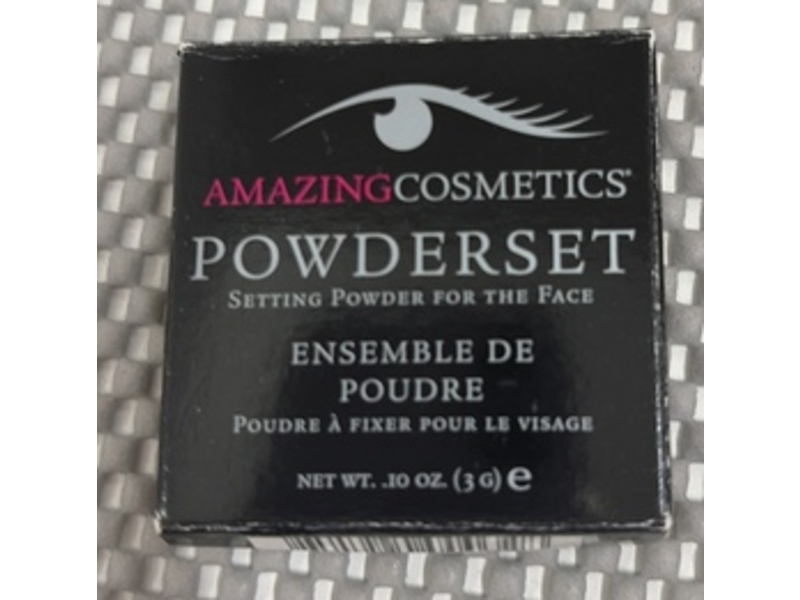 AMAZINGCOSMETICS®
POWDERSET
SETTING POWDER FOR THE FACE
ENSEMBLE DE
POUDRE
POUDRE À FIXER POUR LE VISAGE
NET WT. .10 OZ. (3 G) e